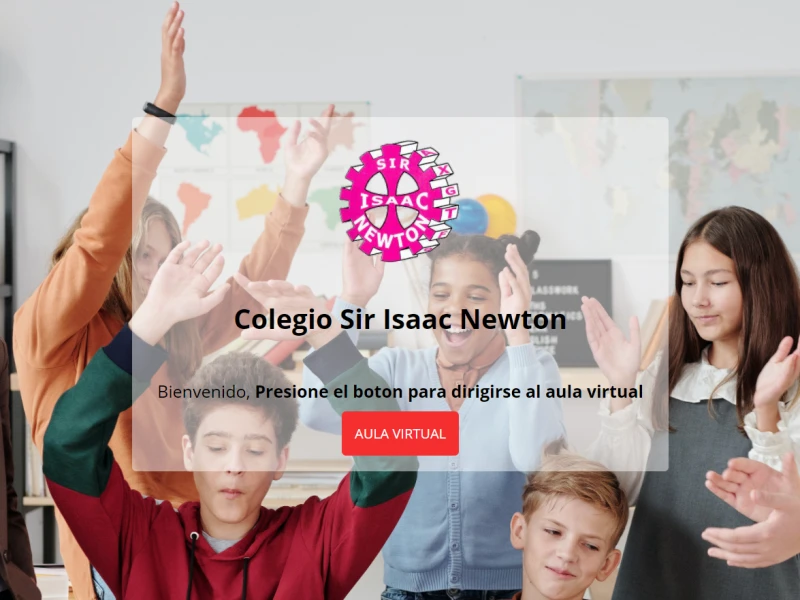 SIR
ISAAC
NEWTON
Colegio Sir Isaac Newton
Bienvenido, Presione el boton para dirigirse al aula virtual
AULA VIRTUAL